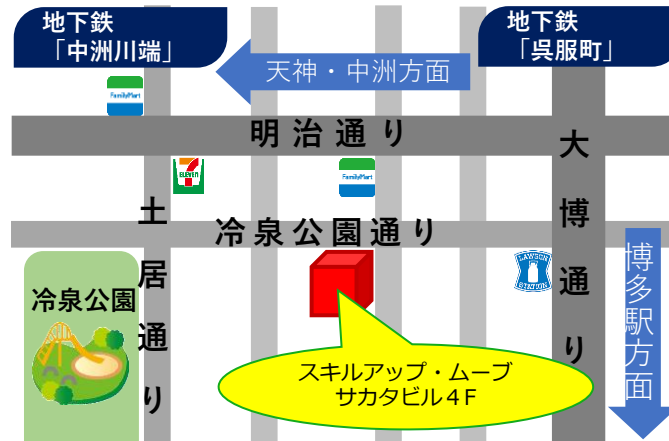 地下鉄
「中洲川端」
地下鉄
「呉服町」
天神・中洲方面
FamilyMart
明治通り
7
ELEVEn
FamilyMart
大博通り
土居通り
冷泉公園通り
冷泉公園
LAWSON
STATION
博多駅方面
スキルアップ・ムーブ
サカタビル４Ｆ